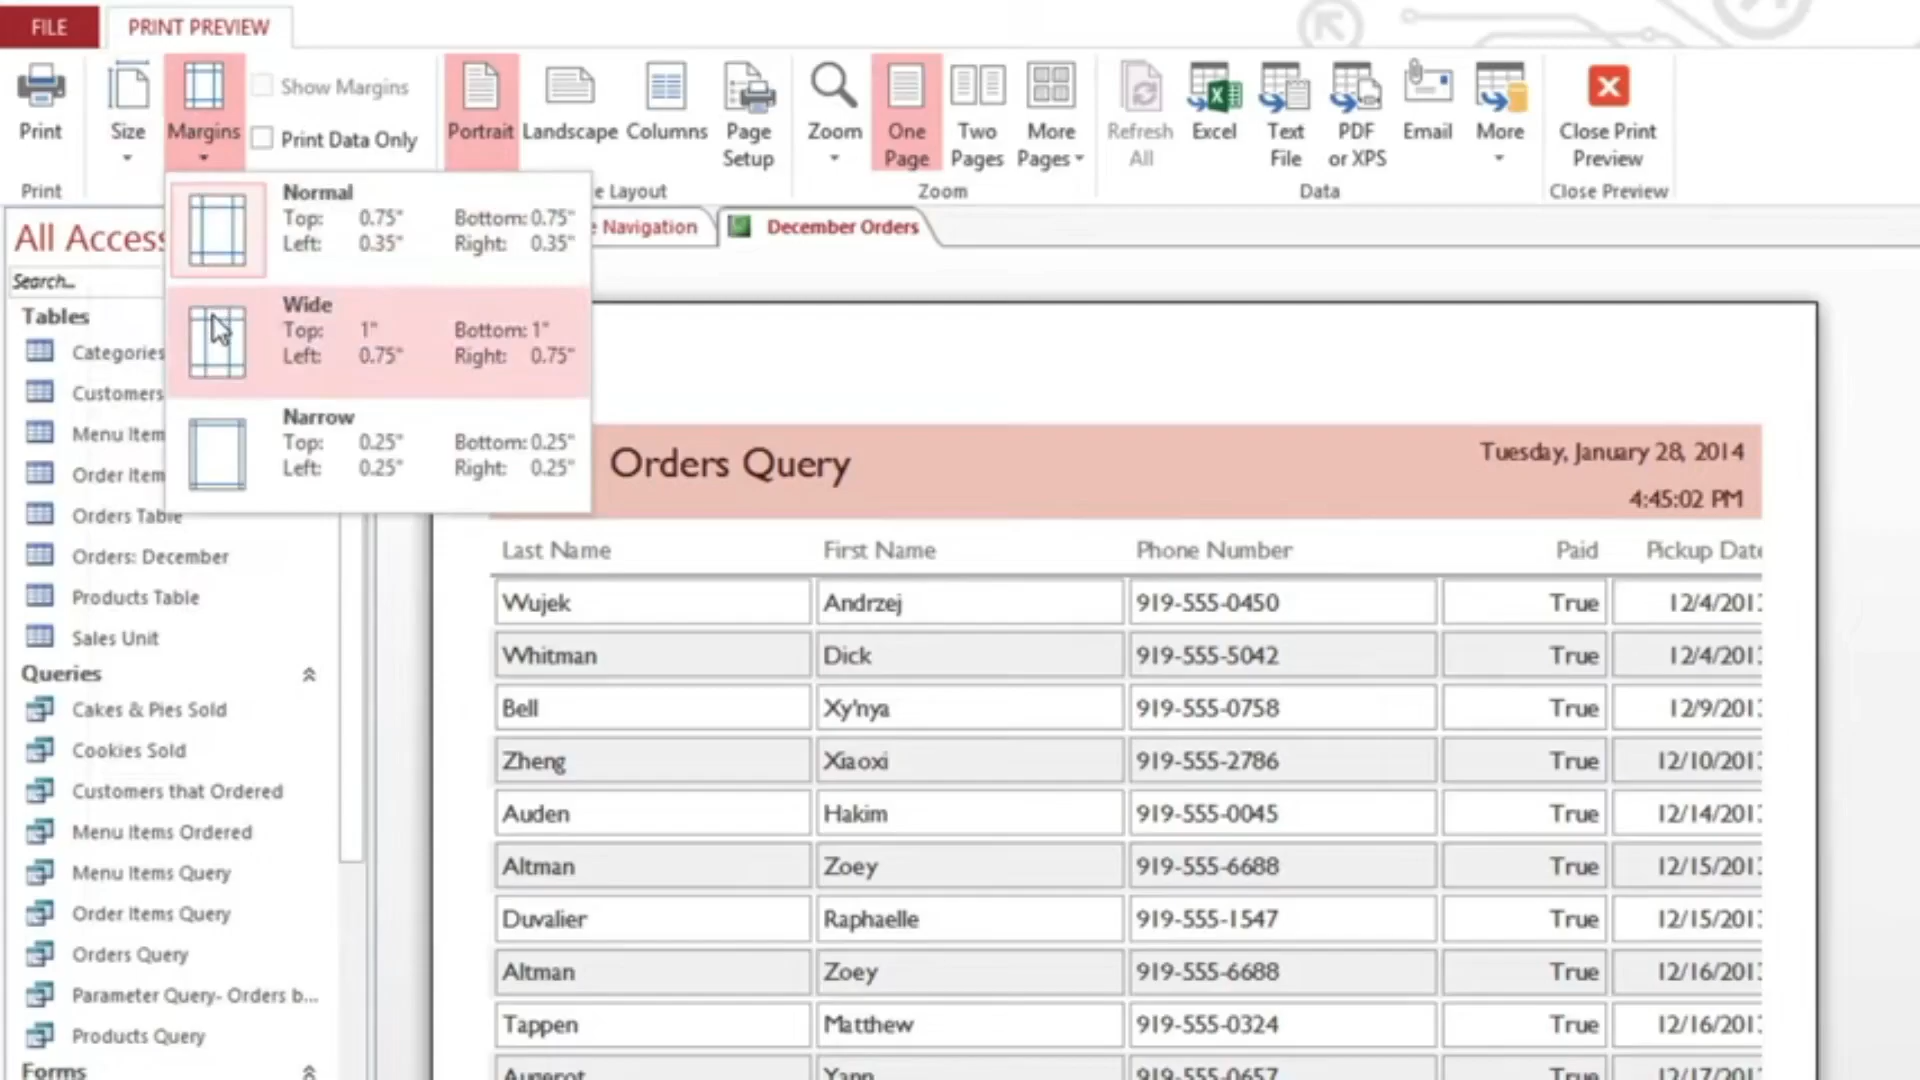 FILE
PRINT PREVIEW
Print
Size
Margins
Show Margins
Print Data Only
Portrait
Landscape
Columns
Page Setup
Zoom
One Page
Two Pages
More Pages
Refresh All
Excel
Text File
PDF or XPS
Email
More
Close Print Preview
Print
e Layout
Zoom
Data
Close Preview
Normal
Top: 0.75" Bottom: 0.75"
Left: 0.35" Right: 0.35"
Wide
Top: 1" Bottom: 1"
Left: 0.75" Right: 0.75"
Narrow
Top: 0.25" Bottom: 0.25"
Left: 0.25" Right: 0.25"
e Navigation
December Orders
All Access
Search...
Tables
Categories
Customers
Menu Item
Order Item
Orders Table
Orders: December
Products Table
Sales Unit
Queries
Cakes & Pies Sold
Cookies Sold
Customers that Ordered
Menu Items Ordered
Menu Items Query
Order Items Query
Orders Query
Parameter Query- Orders b...
Products Query
Forms
Orders Query
Tuesday, January 28, 2014
4:45:02 PM
Last Name First Name Phone Number Paid Pickup Date
Wujek Andrzej 919-555-0450 True 12/4/201
Whitman Dick 919-555-5042 True 12/4/201
Bell Xy'nya 919-555-0758 True 12/9/201
Zheng Xiaoxi 919-555-2786 True 12/10/201
Auden Hakim 919-555-0045 True 12/14/201
Altman Zoey 919-555-6688 True 12/15/201
Duvalier Raphaelle 919-555-1547 True 12/15/201
Altman Zoey 919-555-6688 True 12/16/201
Tappen Matthew 919-555-0324 True 12/16/201
Augerot Yann 919-555-0657 True 12/17/201